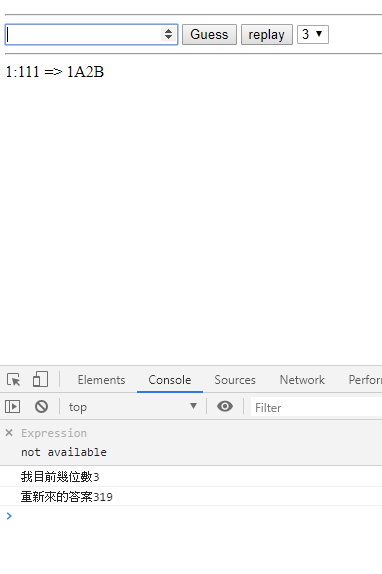 Guess replay 3
1:111 => 1A2B
Elements Console Sources Network Perforr
top Filter
Expression
not available
我目前幾位數3
重新來的答案319